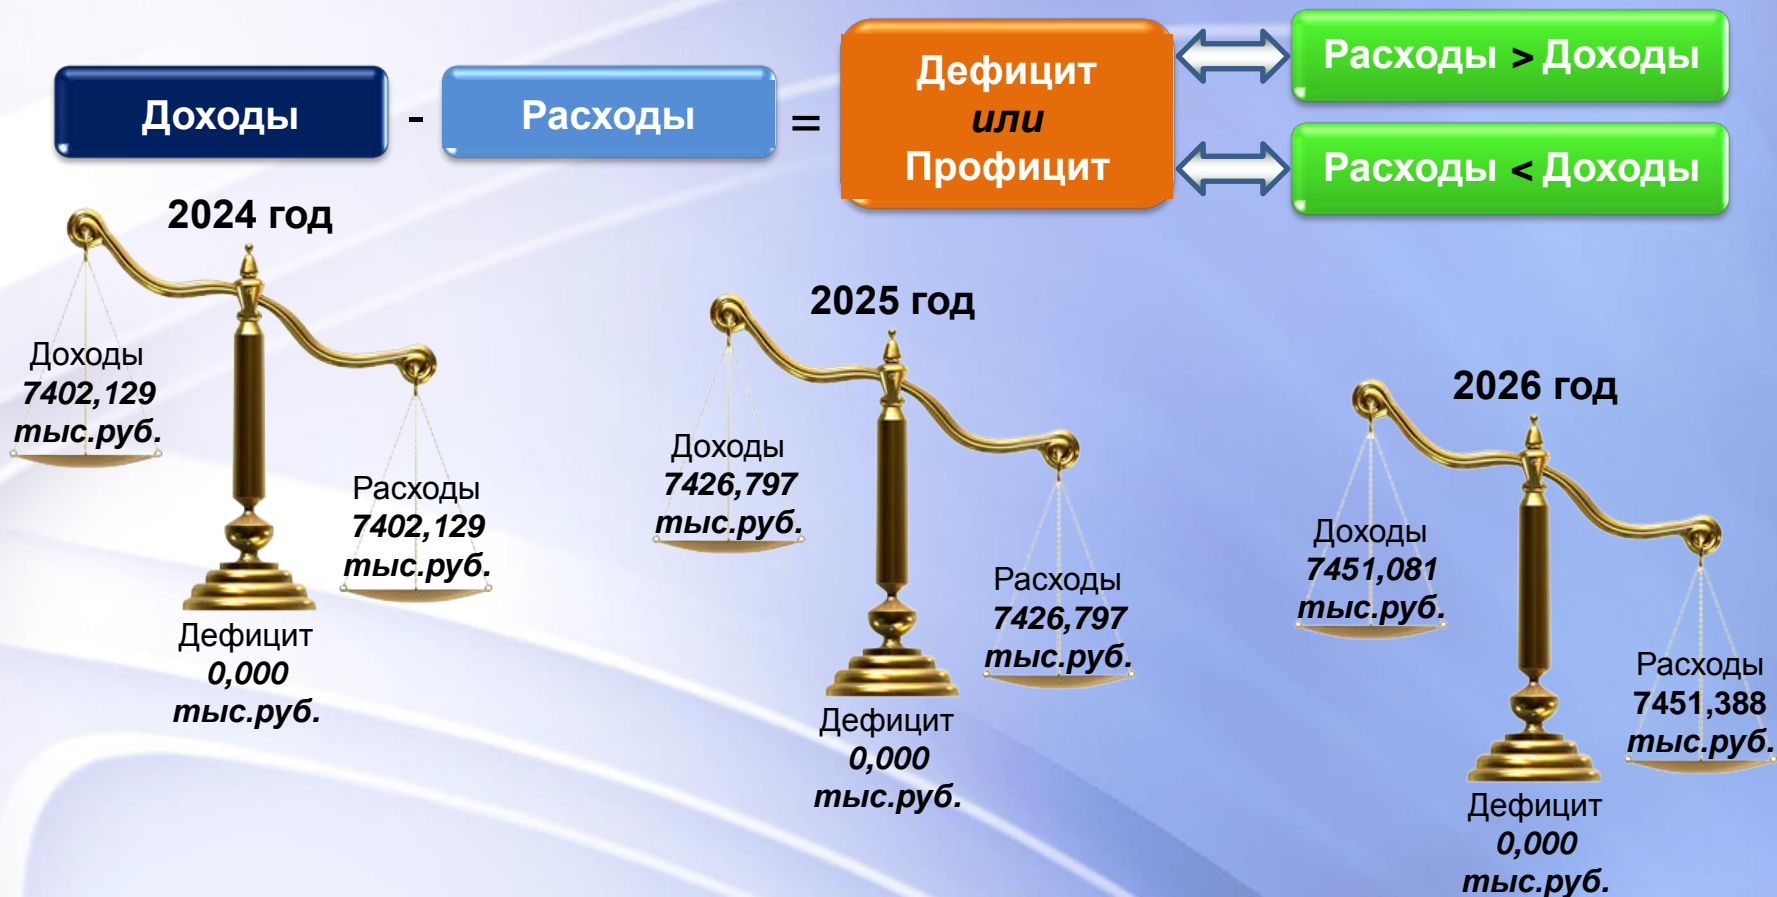 Доходы
-
Расходы
=
Дефицит
или
Профицит
Расходы > Доходы
Расходы < Доходы
2024 год
Доходы
7402,129
тыс.руб.
Расходы
7402,129
тыс.руб.
Дефицит
0,000
тыс.руб.
2025 год
Доходы
7426,797
тыс.руб.
Расходы
7426,797
тыс.руб.
Дефицит
0,000
тыс.руб.
2026 год
Доходы
7451,081
тыс.руб.
Расходы
7451,388
тыс.руб.
Дефицит
0,000
тыс.руб.